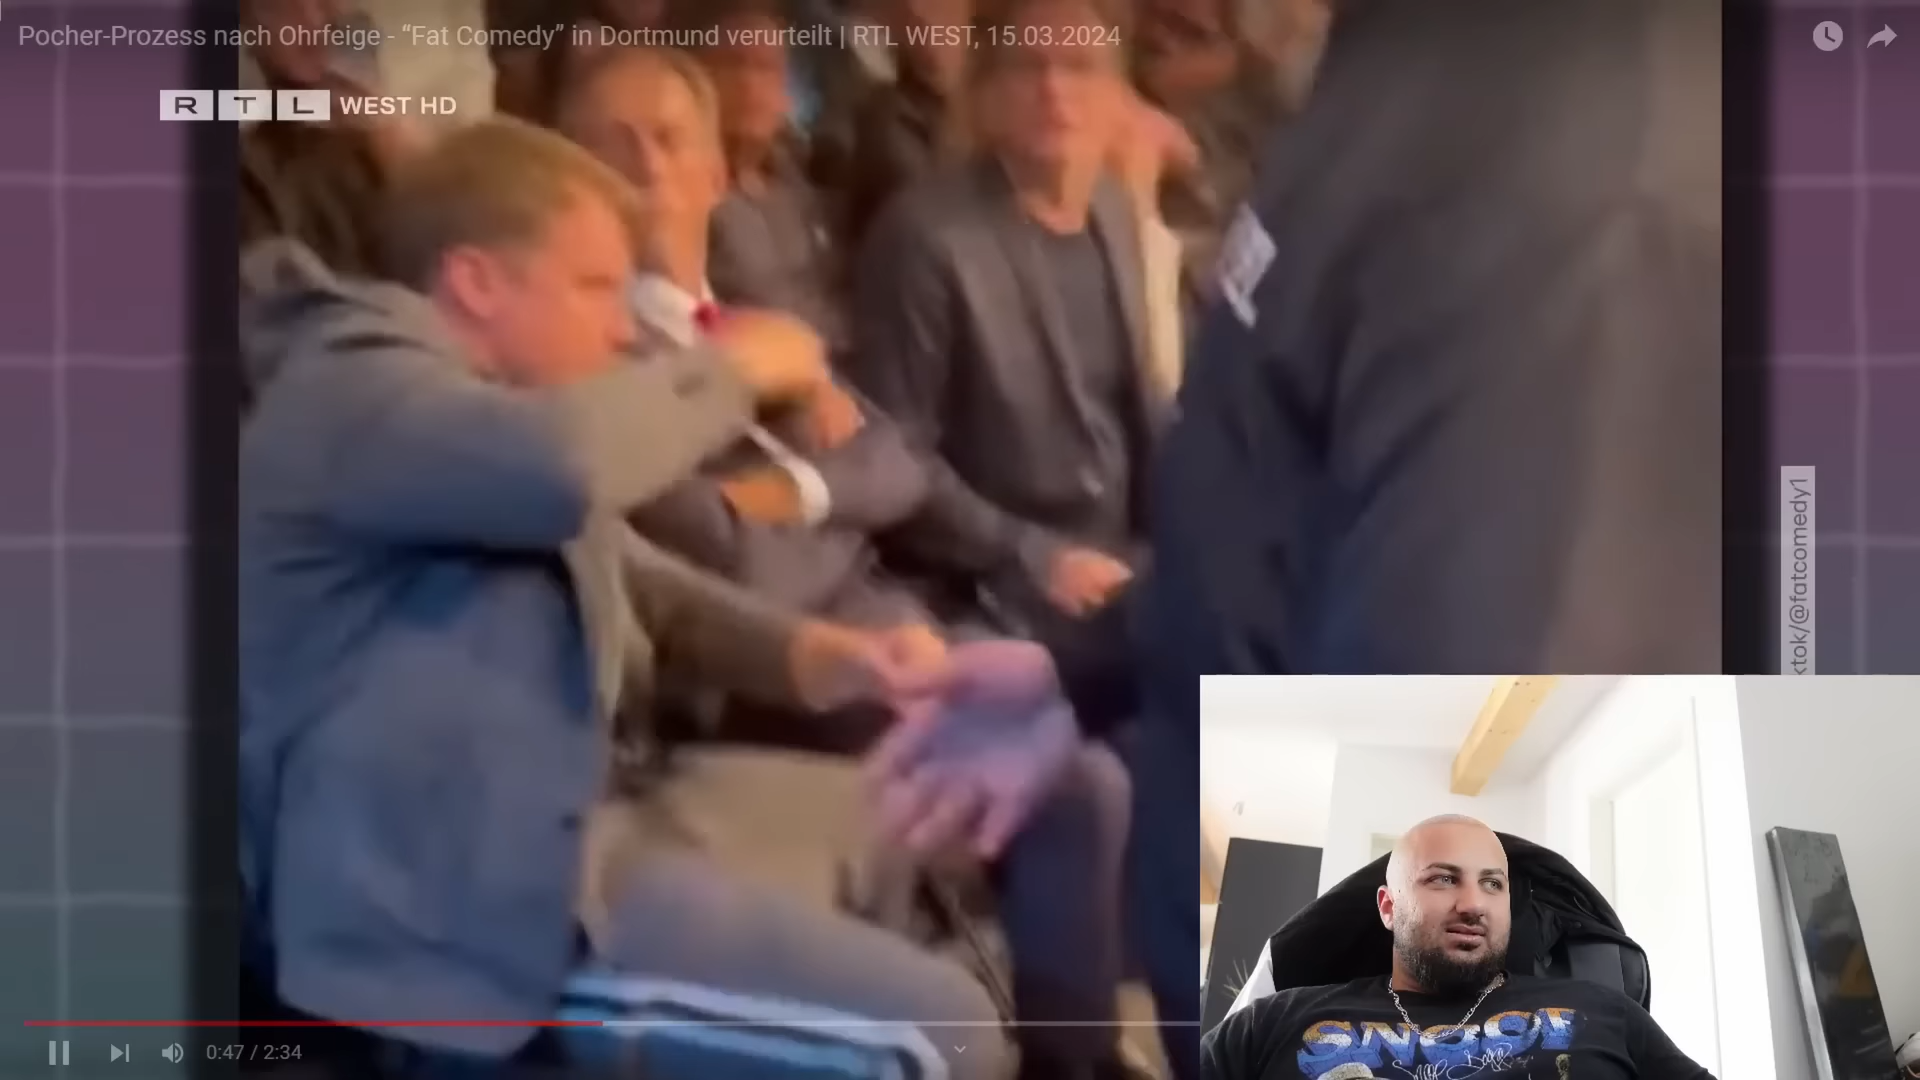 Pocher-Prozess nach Ohrfeige - “Fat Comedy” in Dortmund verurteilt | RTL WEST, 15.03.2024
RTL WEST HD
ktok/@fatcomedy1
SNOOP
0:47 / 2:34